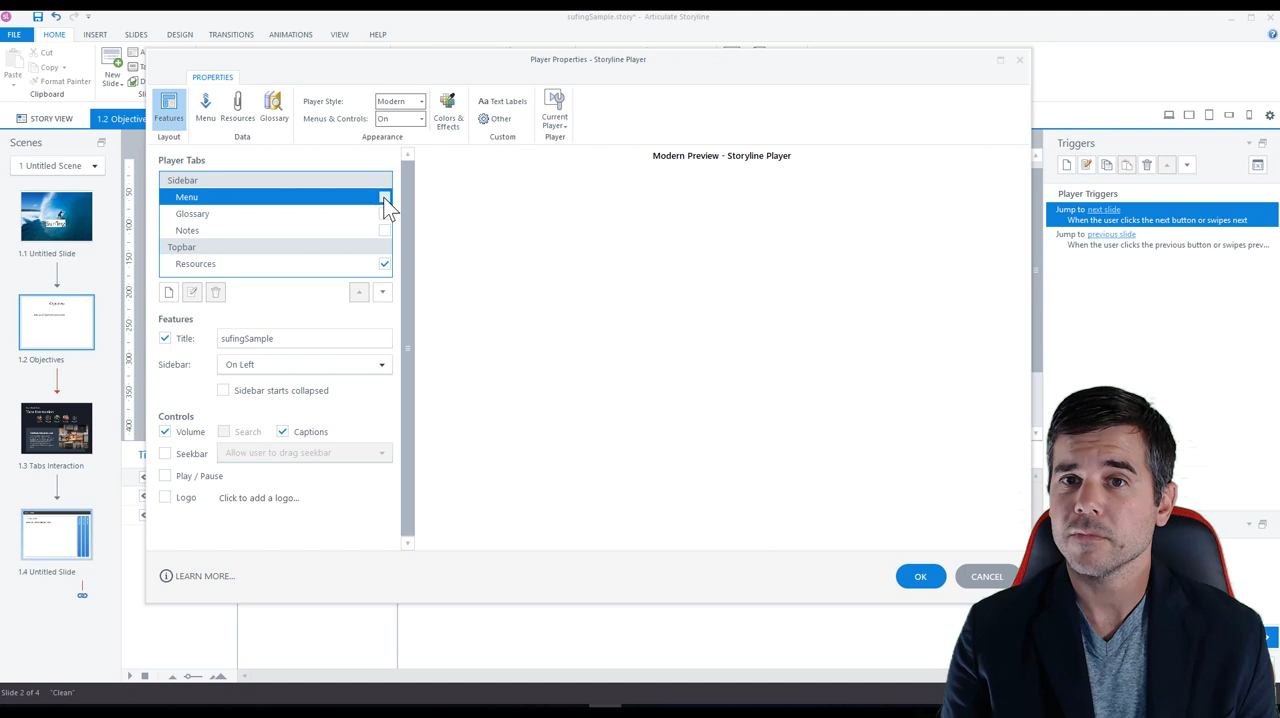 sufingSample.story* - Articulate Storyline
FILE HOME INSERT SLIDES DESIGN TRANSITIONS ANIMATIONS VIEW HELP
Cut
Copy
Format Painter
Paste
Clipboard
New
Slide
Player Properties - Storyline Player
PROPERTIES
Features Menu Resources Glossary
Player Style: Modern
Menus & Controls: On
Colors &
Effects
Aa Text Labels
Other
Current
Player
Layout Data Appearance Custom Player
STORY VIEW
1.2 Objective
Scenes
1 Untitled Scene
1.1 Untitled Slide
1.2 Objectives
1.3 Tabs Interaction
1.4 Untitled Slide
Player Tabs
Sidebar
Menu
Glossary
Notes
Topbar
Resources
Features
Title: sufingSample
Sidebar: On Left
Sidebar starts collapsed
Controls
Volume Search Captions
Seekbar Allow user to drag seekbar
Play / Pause
Logo Click to add a logo...
LEARN MORE...
OK CANCEL
Modern Preview - Storyline Player
Triggers
Player Triggers
Jump to next slide
When the user clicks the next button or swipes next
Jump to previous slide
When the user clicks the previous button or swipes prev...
Slide 2 of 4 "Clean"